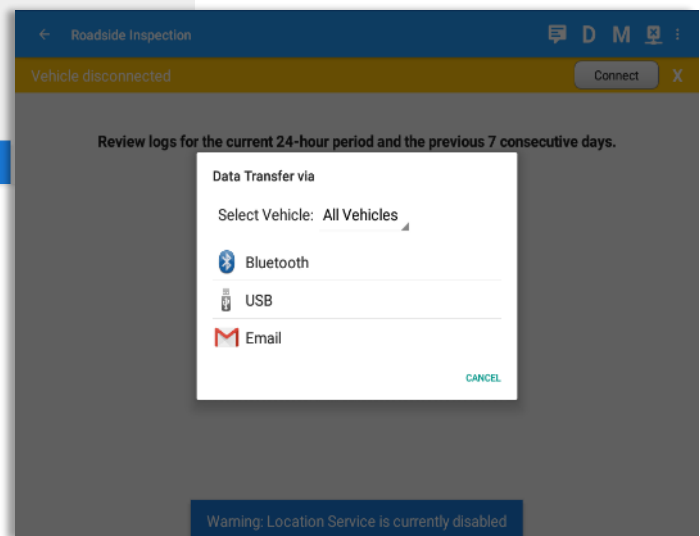 Roadside Inspection
D M
Vehicle disconnected
Connect
X
Review logs for the current 24-hour period and the previous 7 consecutive days.
Data Transfer via
Select Vehicle: All Vehicles
Bluetooth
USB
Email
CANCEL
Warning: Location Service is currently disabled